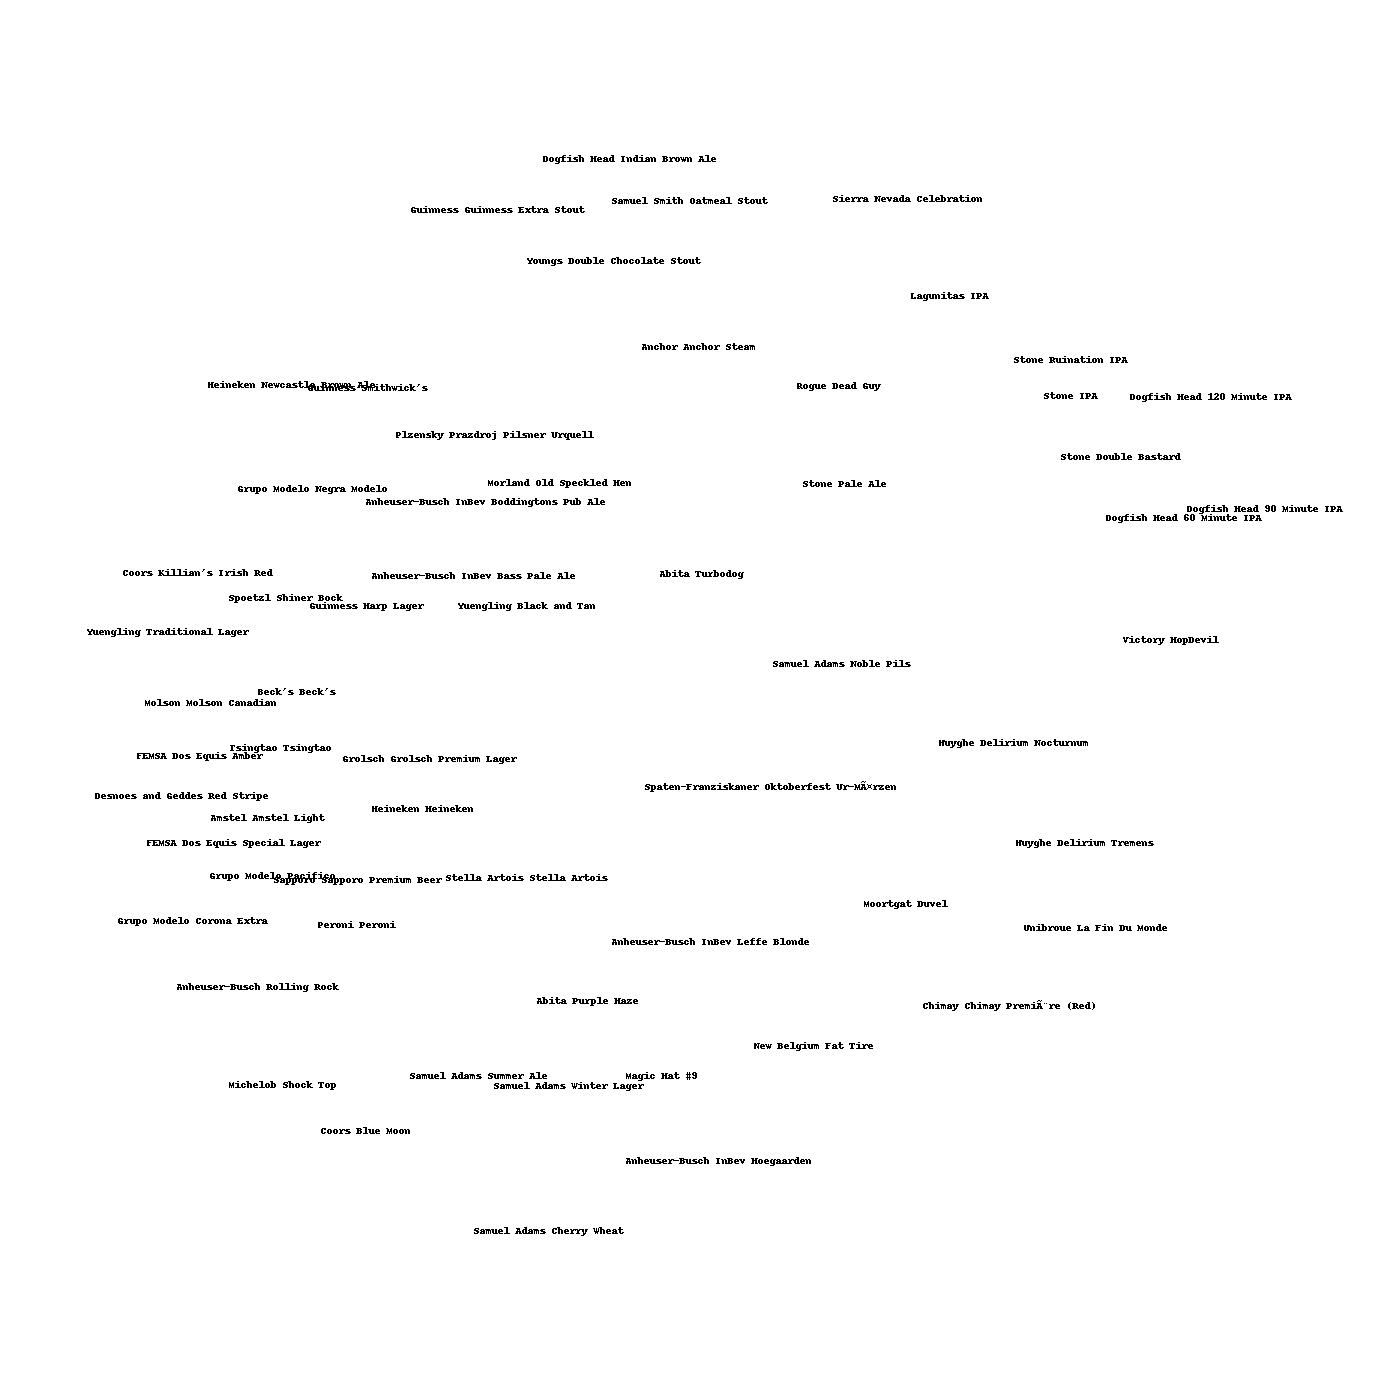 Dogfish Head Indian Brown Ale
Sierra Nevada Celebration
Samuel Smith Oatmeal Stout
Guinness Guinness Extra Stout
Youngs Double Chocolate Stout
Lagunitas IPA
Anchor Anchor Steam
Stone Ruination IPA
Heineken Newcastle Brown Ale
Guinness Smithwick's
Rogue Dead Guy
Stone IPA
Dogfish Head 120 Minute IPA
Plzensky Prazdroj Pilsner Urquell
Stone Double Bastard
Grupo Modelo Negra Modelo
Morland Old Speckled Hen
Stone Pale Ale
Anheuser-Busch InBev Boddingtons Pub Ale
Dogfish Head 90 Minute IPA
Dogfish Head 60 Minute IPA
Coors Killian's Irish Red
Anheuser-Busch InBev Bass Pale Ale
Abita Turbodog
Spoetzl Shiner Bock
Guinness Harp Lager
Yuengling Black and Tan
Yuengling Traditional Lager
Victory HopDevil
Samuel Adams Noble Pils
Beck's Beck's
Molson Molson Canadian
Huyghe Delirium Nocturnum
Tsingtao Tsingtao
FEMSA Dos Equis Amber
Grolsch Grolsch Premium Lager
Spaten-Franziskaner Oktoberfest Ur-MÃ¤rzen
Desnoes and Geddes Red Stripe
Heineken Heineken
Amstel Amstel Light
FEMSA Dos Equis Special Lager
Huyghe Delirium Tremens
Grupo Modelo Pacifico
Sapporo Sapporo Premium Beer
Stella Artois Stella Artois
Moortgat Duvel
Grupo Modelo Corona Extra
Peroni Peroni
Unibroue La Fin Du Monde
Anheuser-Busch InBev Leffe Blonde
Anheuser-Busch Rolling Rock
Abita Purple Haze
Chimay Chimay PremiÃ¨re (Red)
New Belgium Fat Tire
Samuel Adams Summer Ale
Magic Hat #9
Michelob Shock Top
Samuel Adams Winter Lager
Coors Blue Moon
Anheuser-Busch InBev Hoegaarden
Samuel Adams Cherry Wheat